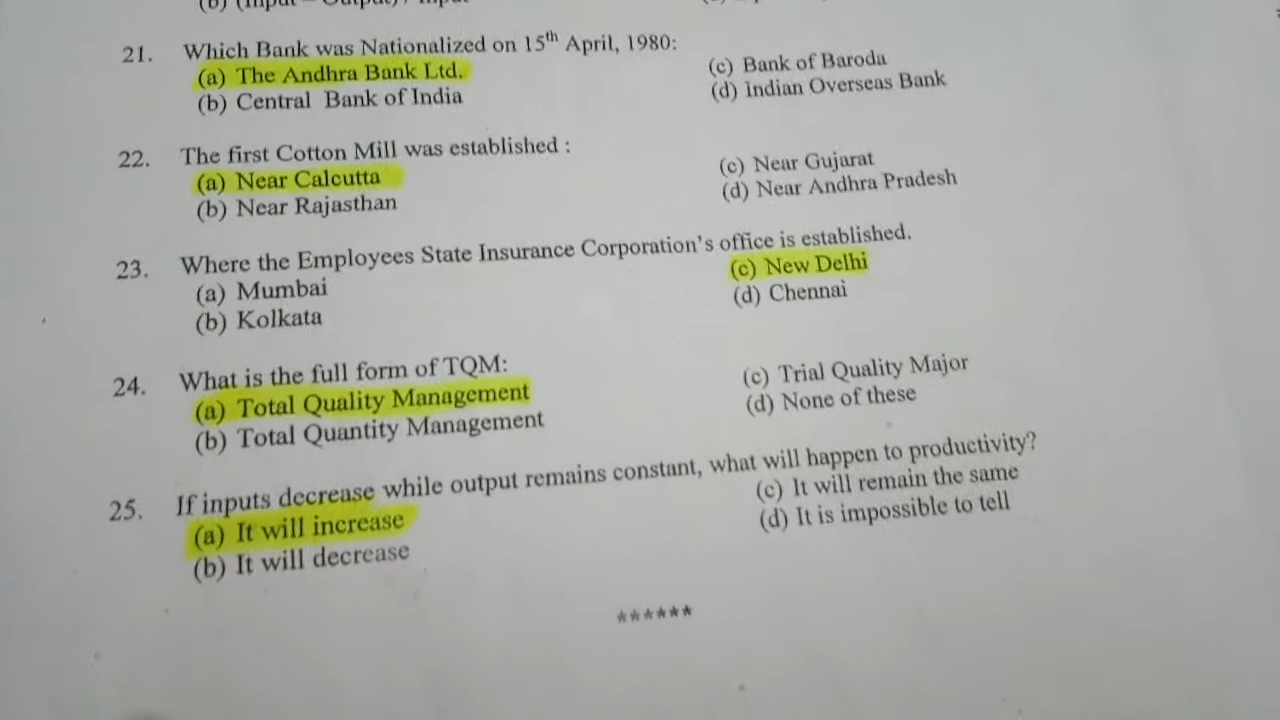 (b) (Input – Output) / Input
21. Which Bank was Nationalized on 15th April, 1980:
(a) The Andhra Bank Ltd.
(b) Central Bank of India
(c) Bank of Baroda
(d) Indian Overseas Bank
22. The first Cotton Mill was established :
(a) Near Calcutta
(b) Near Rajasthan
(c) Near Gujarat
(d) Near Andhra Pradesh
23. Where the Employees State Insurance Corporation's office is established.
(a) Mumbai
(b) Kolkata
(c) New Delhi
(d) Chennai
24. What is the full form of TQM:
(a) Total Quality Management
(b) Total Quantity Management
(c) Trial Quality Major
(d) None of these
25. If inputs decrease while output remains constant, what will happen to productivity?
(a) It will increase
(b) It will decrease
(c) It will remain the same
(d) It is impossible to tell
******